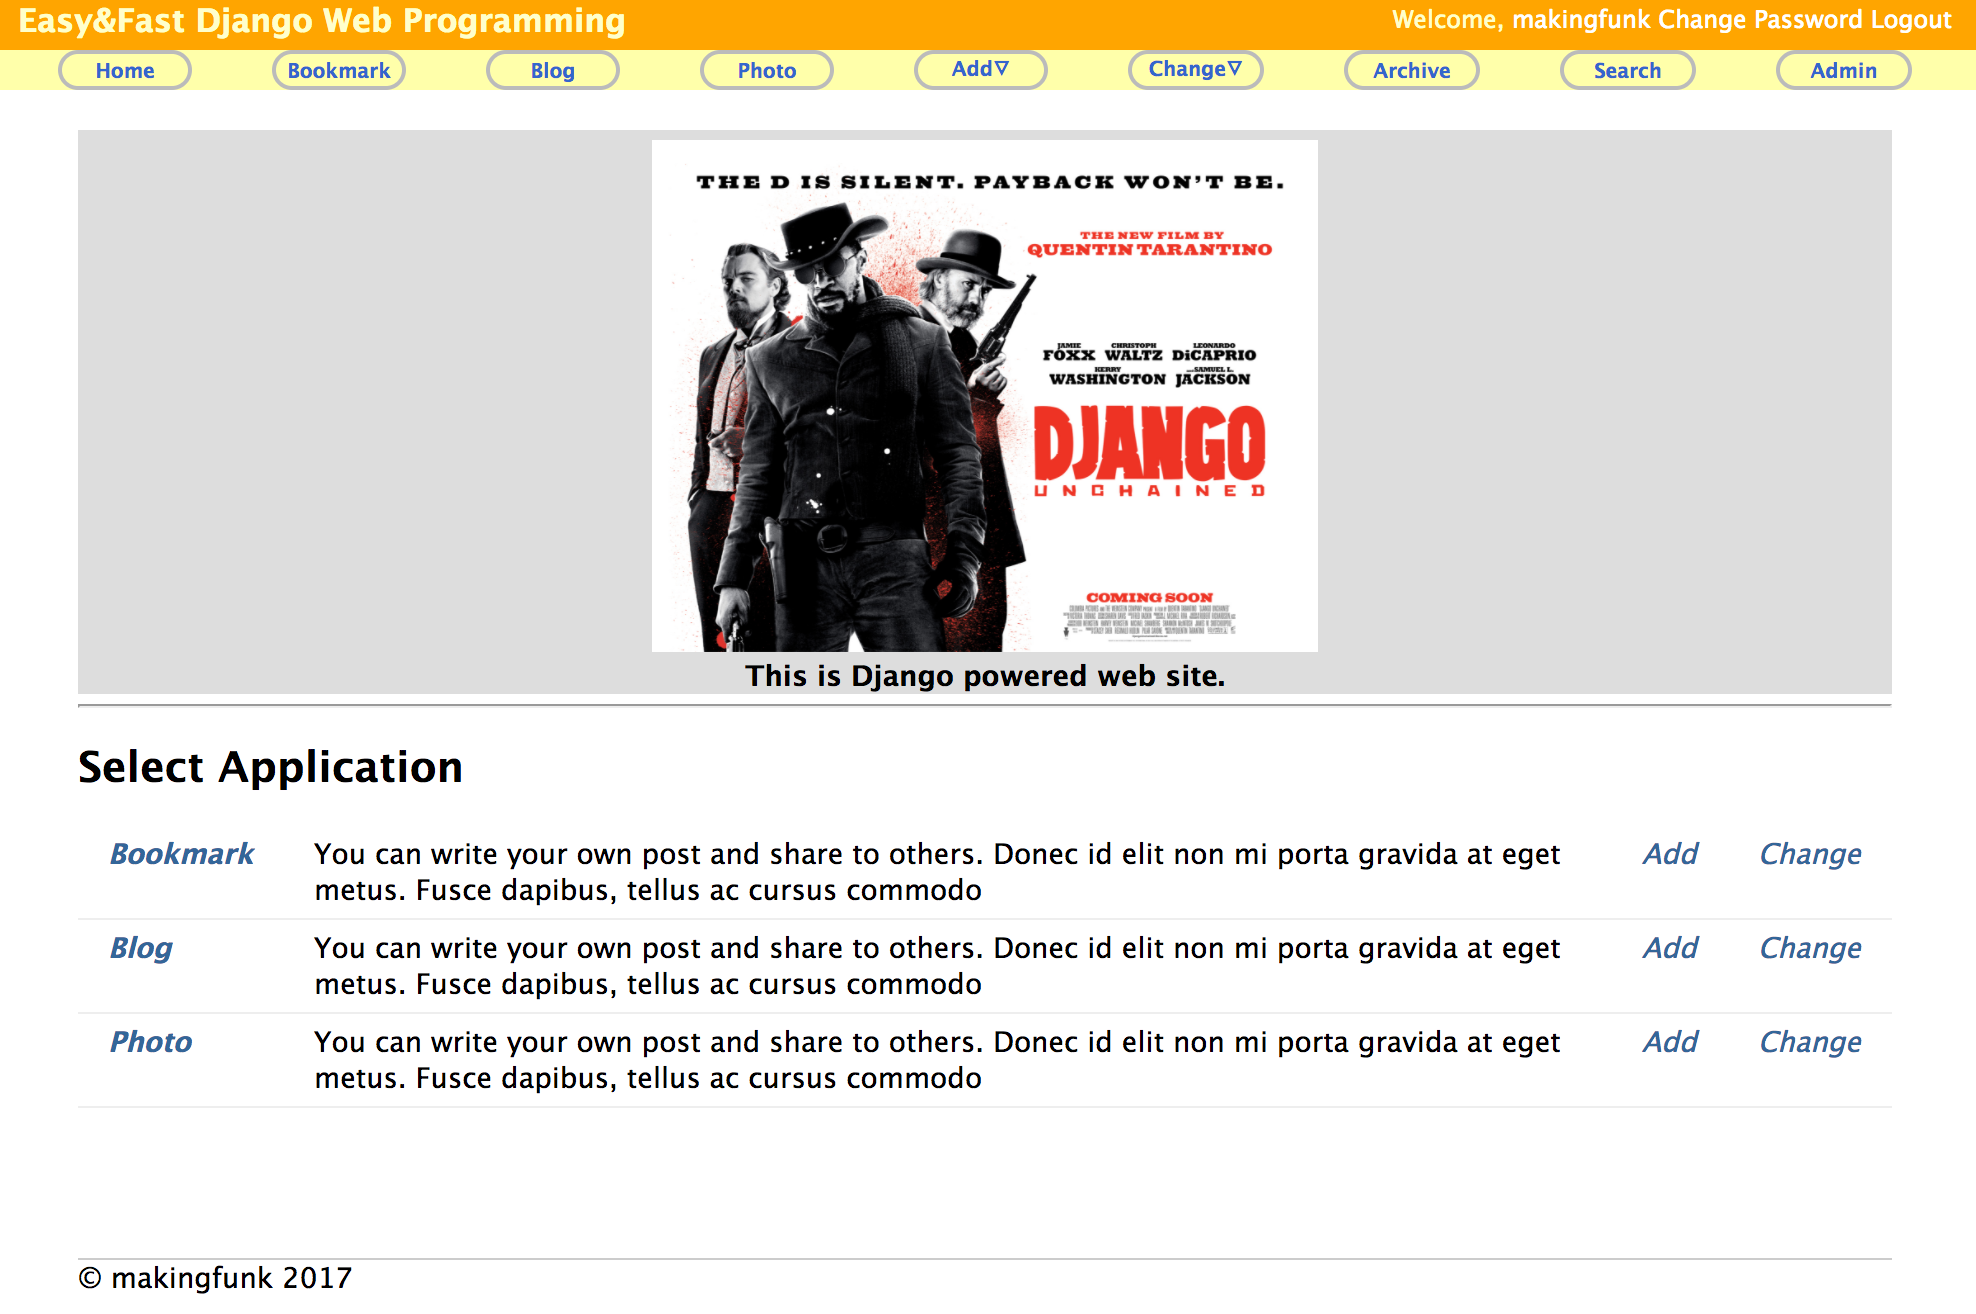 Easy&Fast Django Web Programming
Welcome, makingfunk Change Password Logout
Home Bookmark Blog Photo Add▽ Change▽ Archive Search Admin
THE D IS SILENT. PAYBACK WON'T BE.
THE NEW FILM BY
QUENTIN TARANTINO
JAMIE CHRISTOPH LEONARDO
FOXX WALTZ DiCAPRIO
KERRY ...SAMUEL L.
WASHINGTON JACKSON
DJANGO
UNCHAINED
COMING SOON
This is Django powered web site.
Select Application
Bookmark You can write your own post and share to others. Donec id elit non mi porta gravida at eget Add Change
metus. Fusce dapibus, tellus ac cursus commodo
Blog You can write your own post and share to others. Donec id elit non mi porta gravida at eget Add Change
metus. Fusce dapibus, tellus ac cursus commodo
Photo You can write your own post and share to others. Donec id elit non mi porta gravida at eget Add Change
metus. Fusce dapibus, tellus ac cursus commodo
© makingfunk 2017